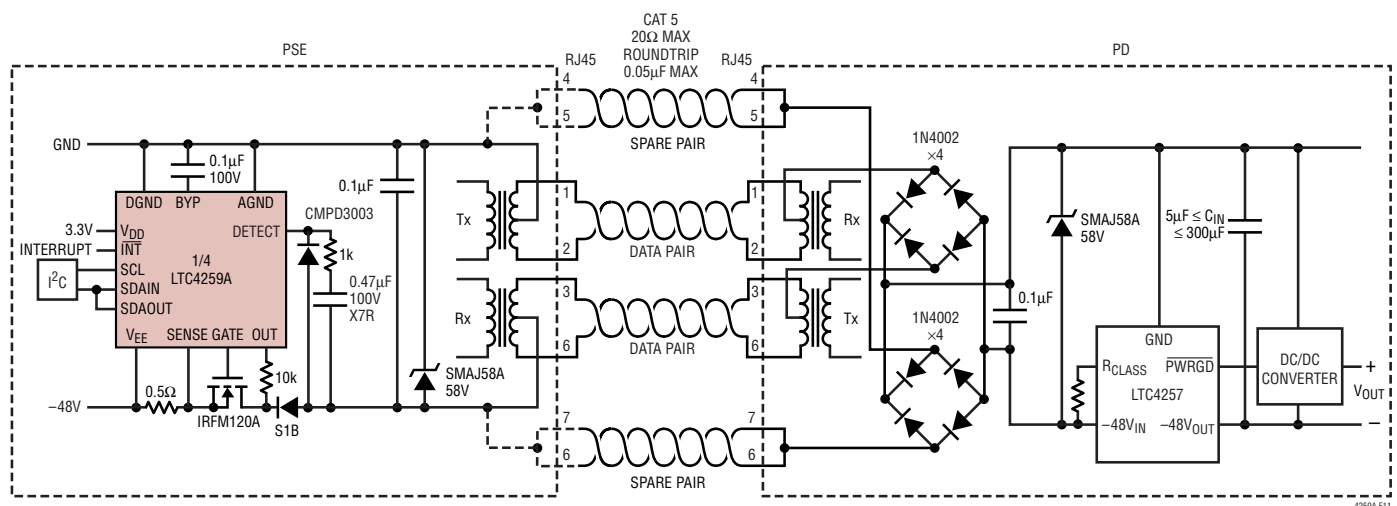 PSE
CAT 5
20Ω MAX
ROUNDTRIP
0.05µF MAX
RJ45
RJ45
PD
4
5
4
5
SPARE PAIR
GND
0.1µF
100V
0.1µF
DGND BYP AGND
CMPD3003
3.3V
VDD
DETECT
INTERRUPT
INT
1k
I2C
SCL
1/4
LTC4259A
SDAIN
SDAOUT
0.47µF
100V
X7R
VEE SENSE GATE OUT
10k
–48V
0.5Ω
IRFM120A
S1B
SMAJ58A
58V
Tx
1
2
DATA PAIR
1
2
Rx
Rx
3
6
DATA PAIR
3
6
Tx
7
6
SPARE PAIR
7
6
1N4002
×4
1N4002
×4
0.1µF
SMAJ58A
58V
5µF ≤ CIN
≤ 300µF
GND
RCLASS
PWRGD
LTC4257
–48VIN
–48VOUT
DC/DC
CONVERTER
+
VOUT
–
4259A F11